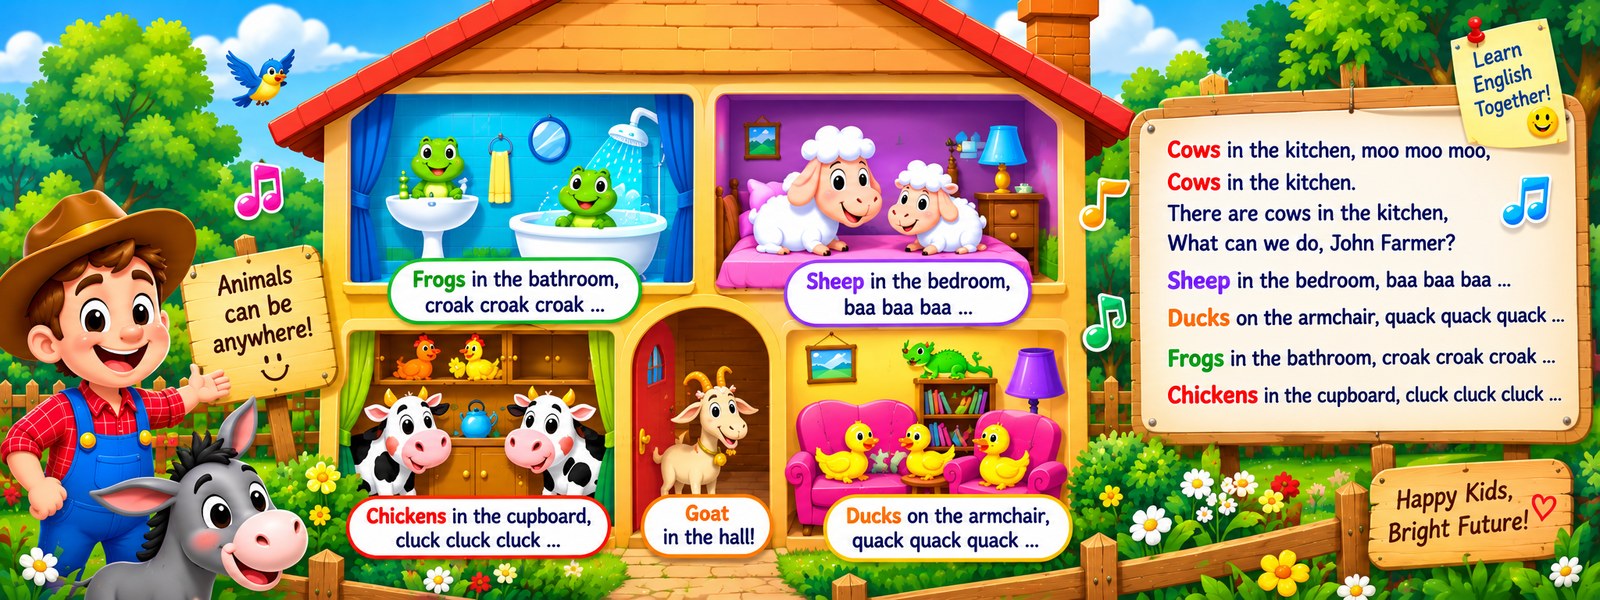 Learn
English
Together!
Animals
can be
anywhere!
Frogs in the bathroom,
croak croak croak ...
Sheep in the bedroom,
baa baa baa ...
Chickens in the cupboard,
cluck cluck cluck ...
Goat
in the hall!
Ducks on the armchair,
quack quack quack ...
Cows in the kitchen, moo moo moo,
Cows in the kitchen.
There are cows in the kitchen,
What can we do, John Farmer?
Sheep in the bedroom, baa baa baa ...
Ducks on the armchair, quack quack quack ...
Frogs in the bathroom, croak croak croak ...
Chickens in the cupboard, cluck cluck cluck ...
Happy Kids,
Bright Future!